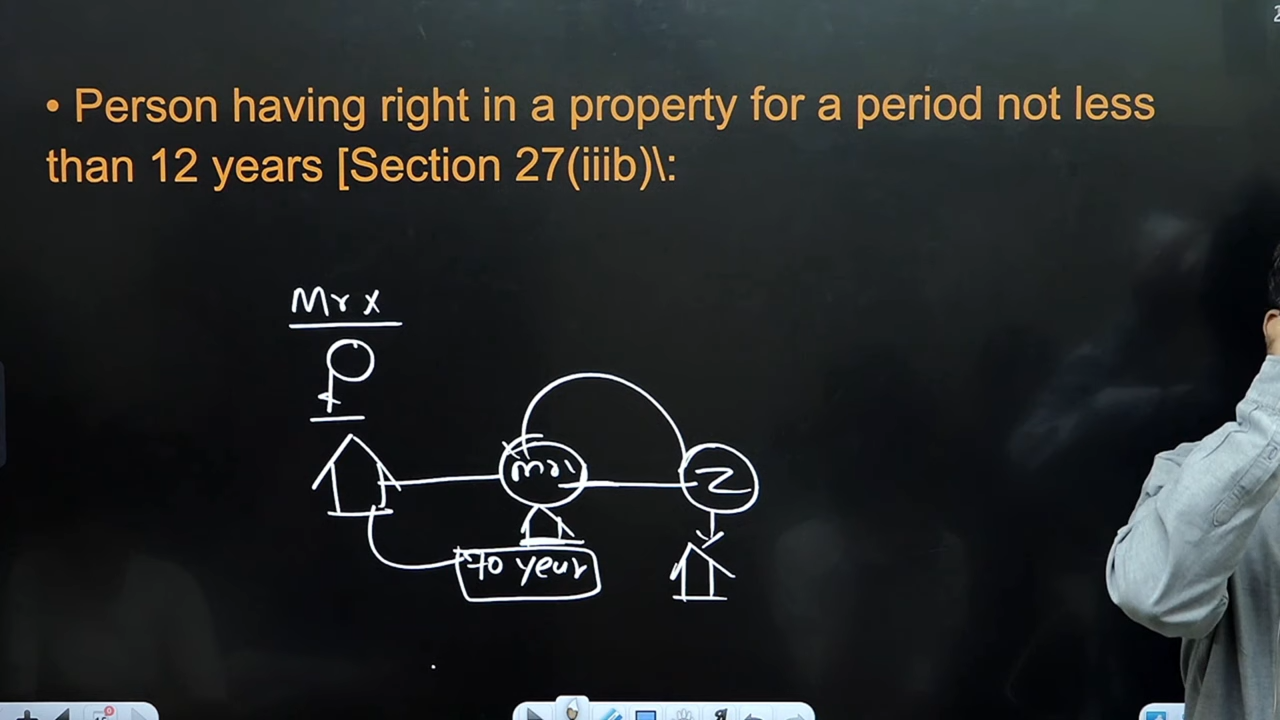 • Person having right in a property for a period not less
than 12 years [Section 27(iiib)\:
Mr X
Z
70 year